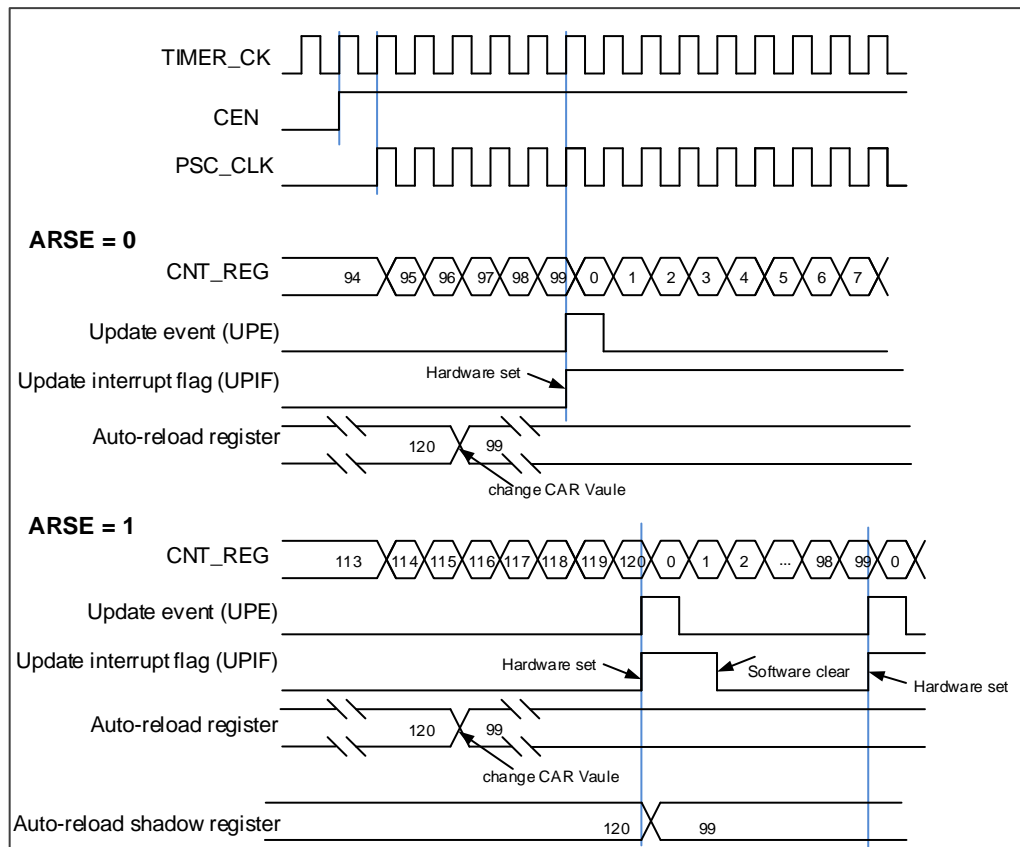 TIMER_CK
CEN
PSC_CLK
ARSE = 0
CNT_REG 94 95 96 97 98 99 0 1 2 3 4 5 6 7
Update event (UPE)
Update interrupt flag (UPIF) Hardware set
Auto-reload register 120 99
change CAR Vaule
ARSE = 1
CNT_REG 113 114 115 116 117 118 119 120 0 1 2 ... 98 99 0
Update event (UPE)
Update interrupt flag (UPIF) Hardware set Software clear Hardware set
Auto-reload register 120 99
change CAR Vaule
Auto-reload shadow register 120 99